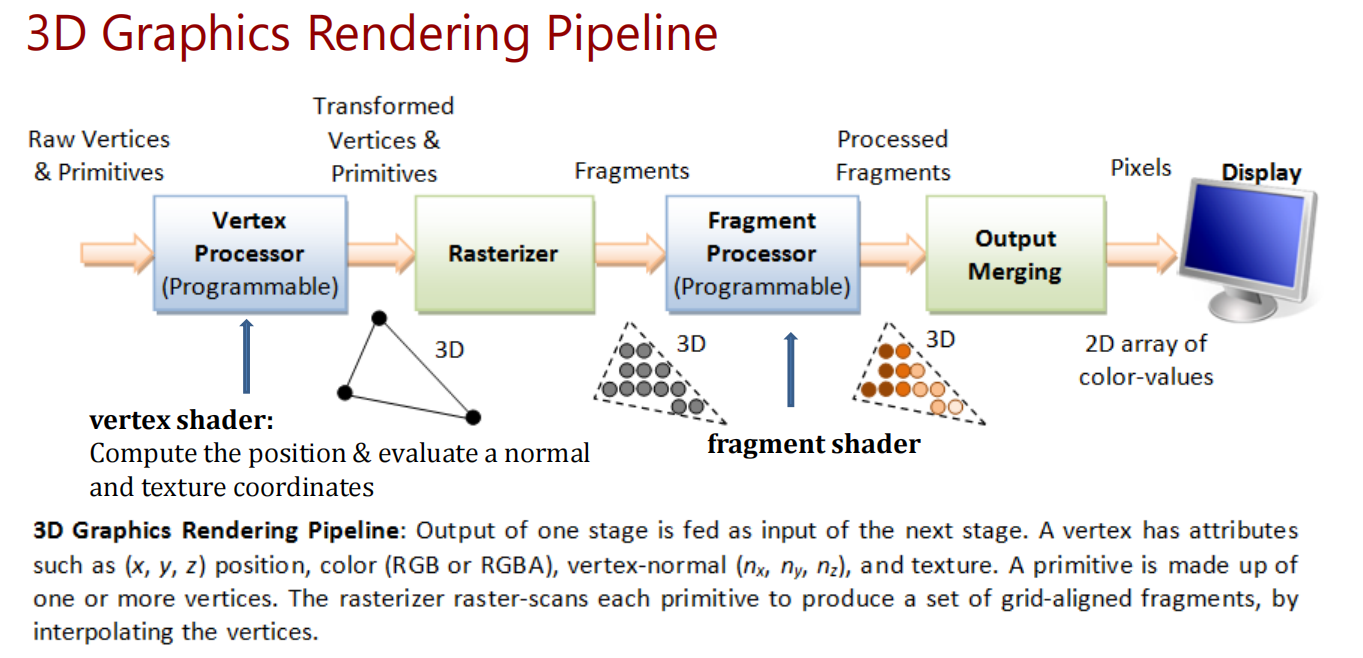 3D Graphics Rendering Pipeline
Raw Vertices
& Primitives
Transformed
Vertices &
Primitives
Fragments
Processed
Fragments
Pixels
Display
Vertex
Processor
(Programmable)
Rasterizer
Fragment
Processor
(Programmable)
Output
Merging
3D
3D
3D
2D array of
color-values
vertex shader:
Compute the position & evaluate a normal
and texture coordinates
fragment shader
3D Graphics Rendering Pipeline: Output of one stage is fed as input of the next stage. A vertex has attributes
such as (x, y, z) position, color (RGB or RGBA), vertex-normal (nx, ny, nz), and texture. A primitive is made up of
one or more vertices. The rasterizer raster-scans each primitive to produce a set of grid-aligned fragments, by
interpolating the vertices.